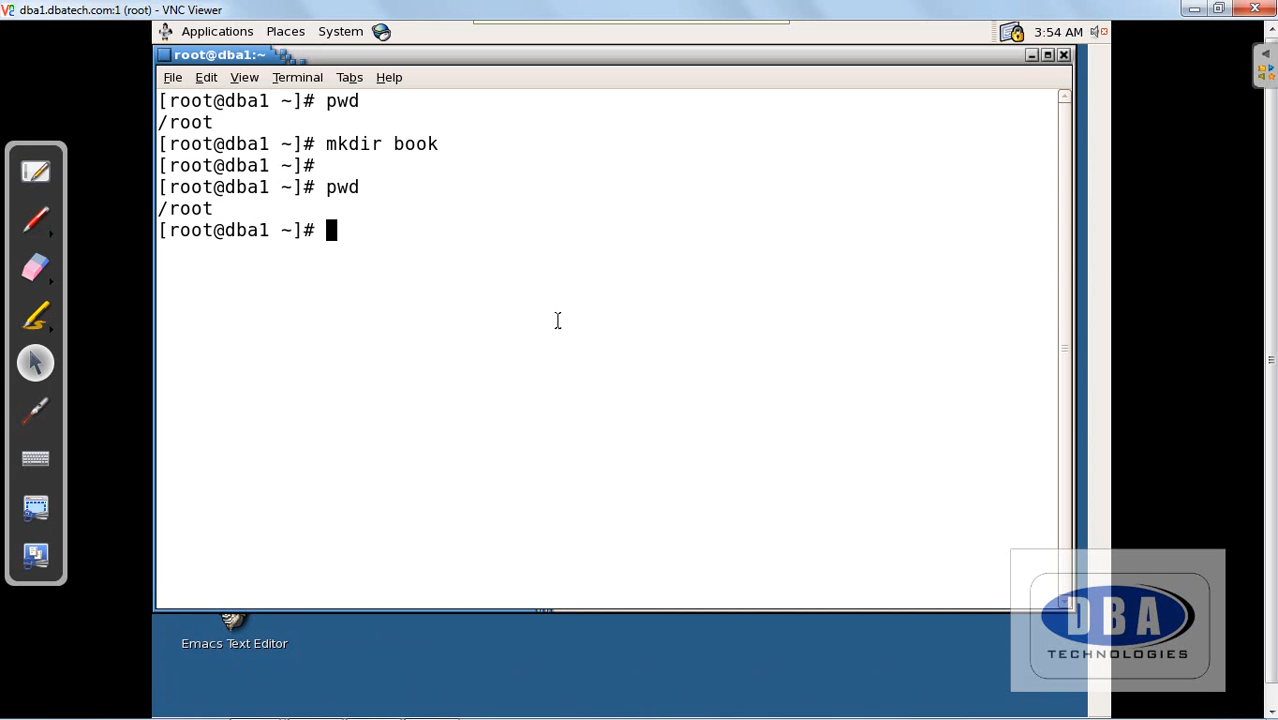 dba1.dbatech.com:1 (root) - VNC Viewer
Applications Places System 3:54 AM
root@dba1:~
File Edit View Terminal Tabs Help
[root@dba1 ~]# pwd
/root
[root@dba1 ~]# mkdir book
[root@dba1 ~]#
[root@dba1 ~]# pwd
/root
[root@dba1 ~]#
Emacs Text Editor
DBA
TECHNOLOGIES